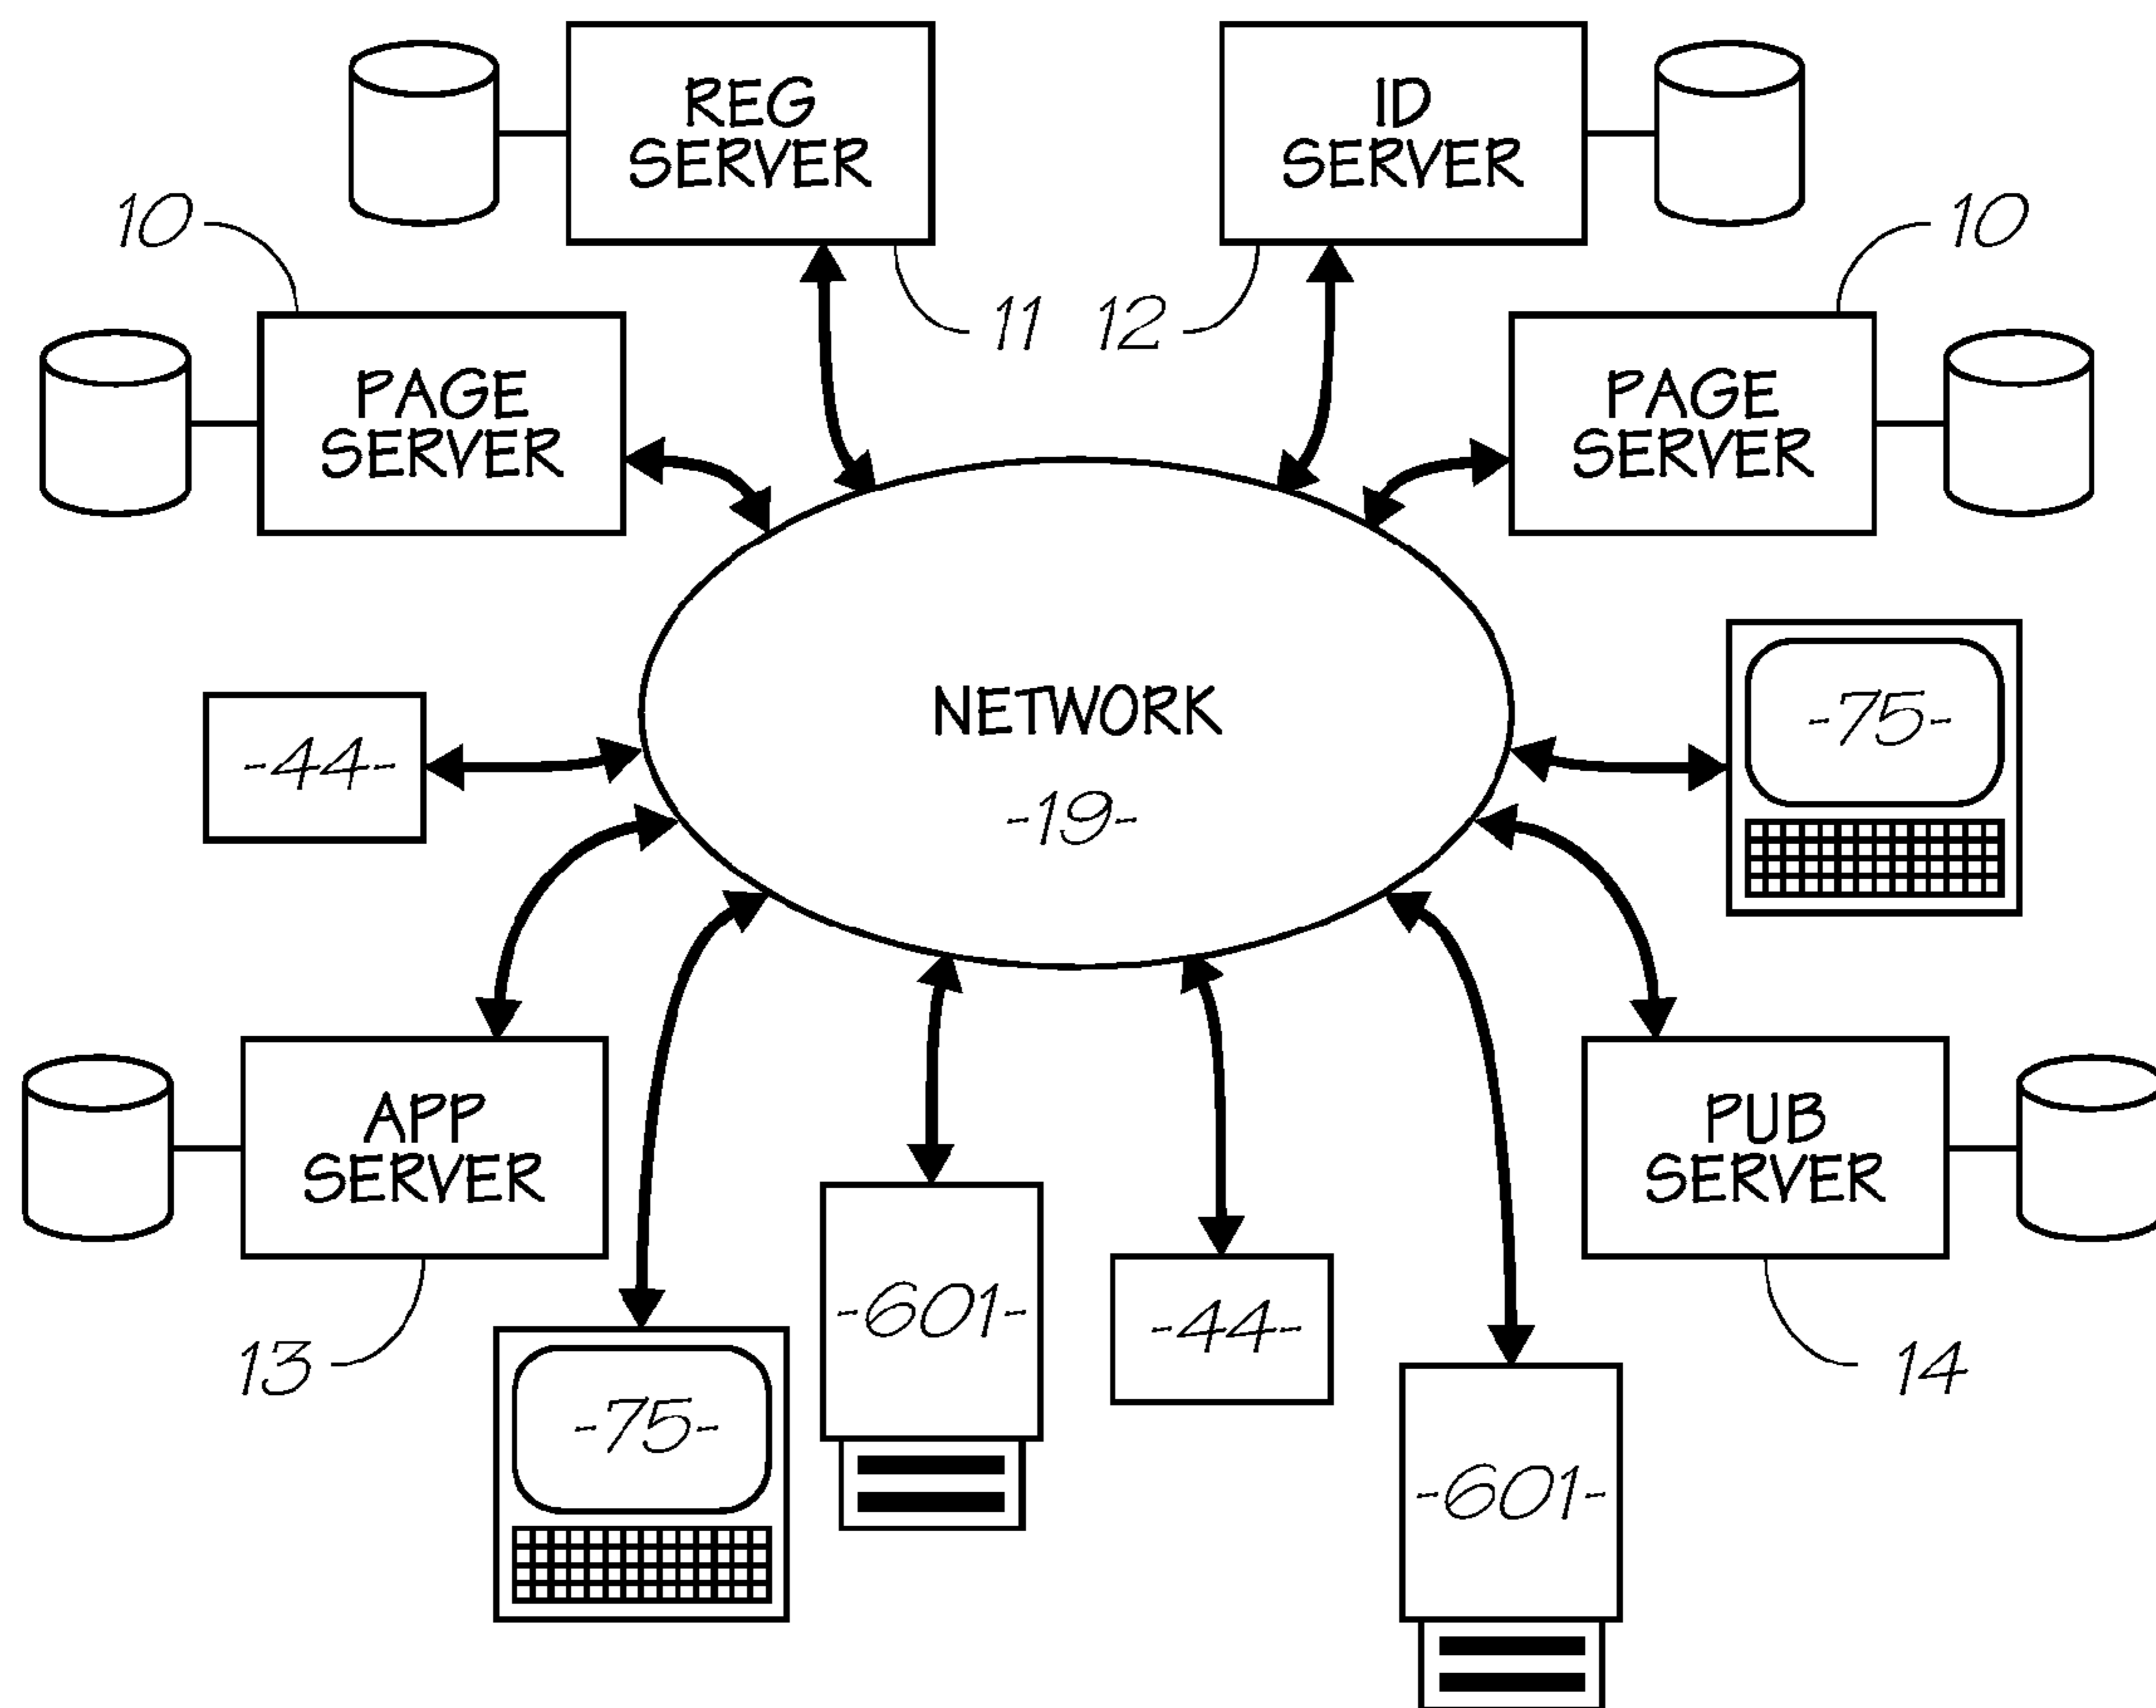 REG
SERVER
ID
SERVER
10
10
11
12
PAGE
SERVER
PAGE
SERVER
NETWORK
-19-
-44-
-75-
APP
SERVER
PUB
SERVER
13
-75-
-601-
-44-
-601-
14